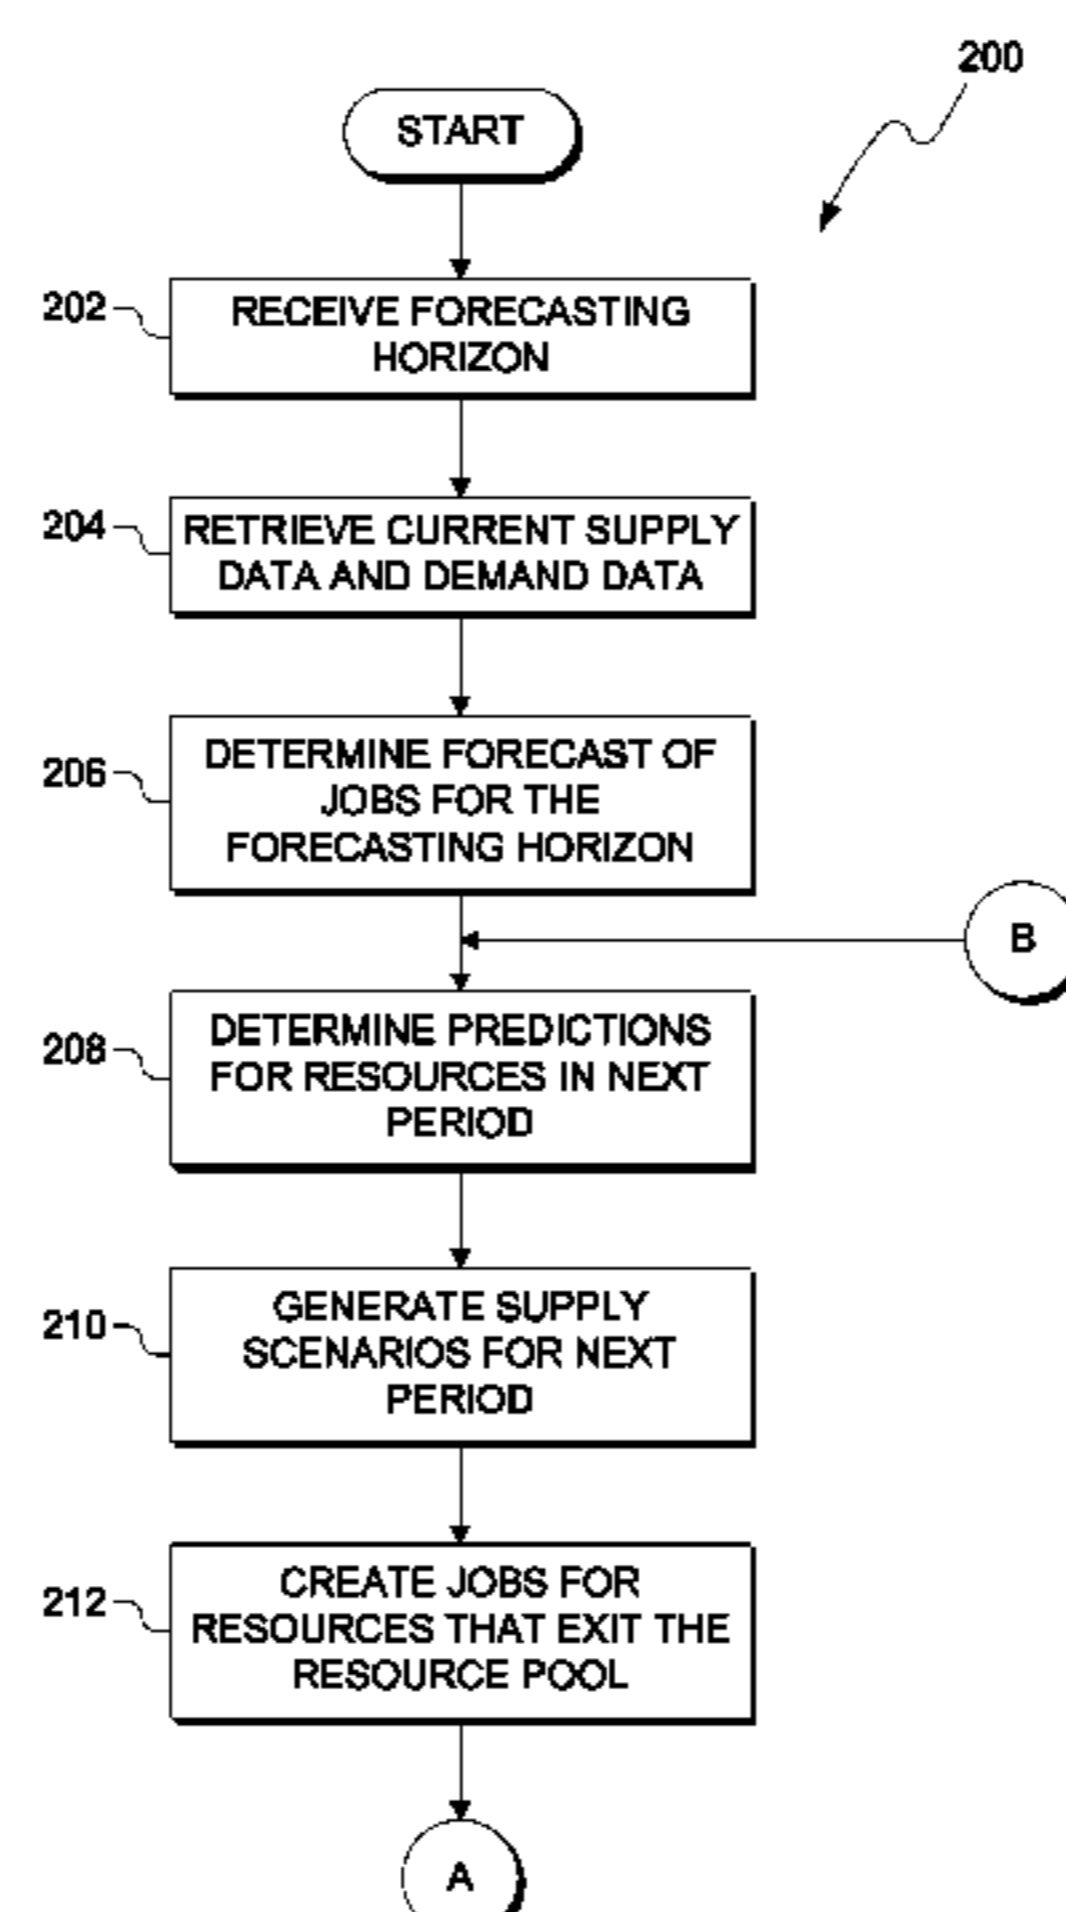 200
START
202
RECEIVE FORECASTING
HORIZON
204
RETRIEVE CURRENT SUPPLY
DATA AND DEMAND DATA
206
DETERMINE FORECAST OF
JOBS FOR THE
FORECASTING HORIZON
B
208
DETERMINE PREDICTIONS
FOR RESOURCES IN NEXT
PERIOD
210
GENERATE SUPPLY
SCENARIOS FOR NEXT
PERIOD
212
CREATE JOBS FOR
RESOURCES THAT EXIT THE
RESOURCE POOL
A